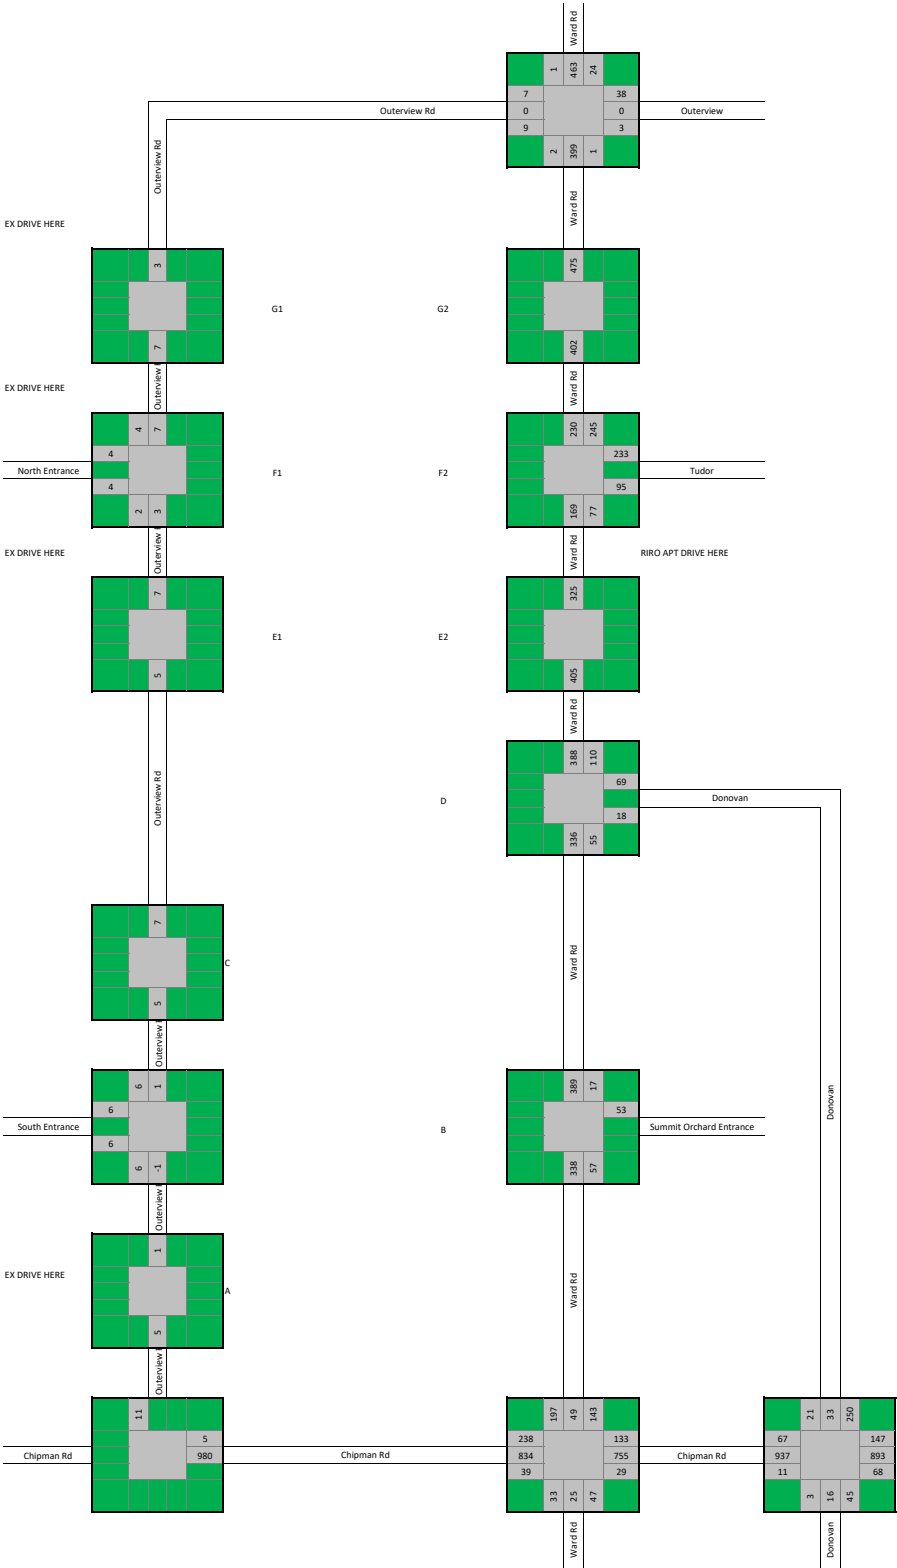 Ward Rd
1 463 24
7 38
Outerview Rd 0 0 Outerview
9 3
2 399 1
Outerview Rd
Ward Rd
EX DRIVE HERE
3 475
G1 G2
7 402
EX DRIVE HERE
Outerview R Ward Rd
4 7 230 245
4 233
North Entrance F1 F2 Tudor
4 95
2 3 169 77
EX DRIVE HERE Outerview R Ward Rd RIRO APT DRIVE HERE
7 325
E1 E2
5 405
Ward Rd
Outerview Rd
388 110
69
D Donovan
18
336 55
7
C Ward Rd
5
Outerview R
6 1 389 17
6 53
South Entrance B Summit Orchard Entrance
6
6 -1 338 57
Donovan
Outerview R
1
EX DRIVE HERE A Ward Rd
5
Outerview R
11 197 49 143 21 33 250
5 238 133 67 147
Chipman Rd 980 Chipman Rd 834 755 Chipman Rd 937 893
39 29 11 68
33 25 47 3 16 45
Ward Rd Donovan